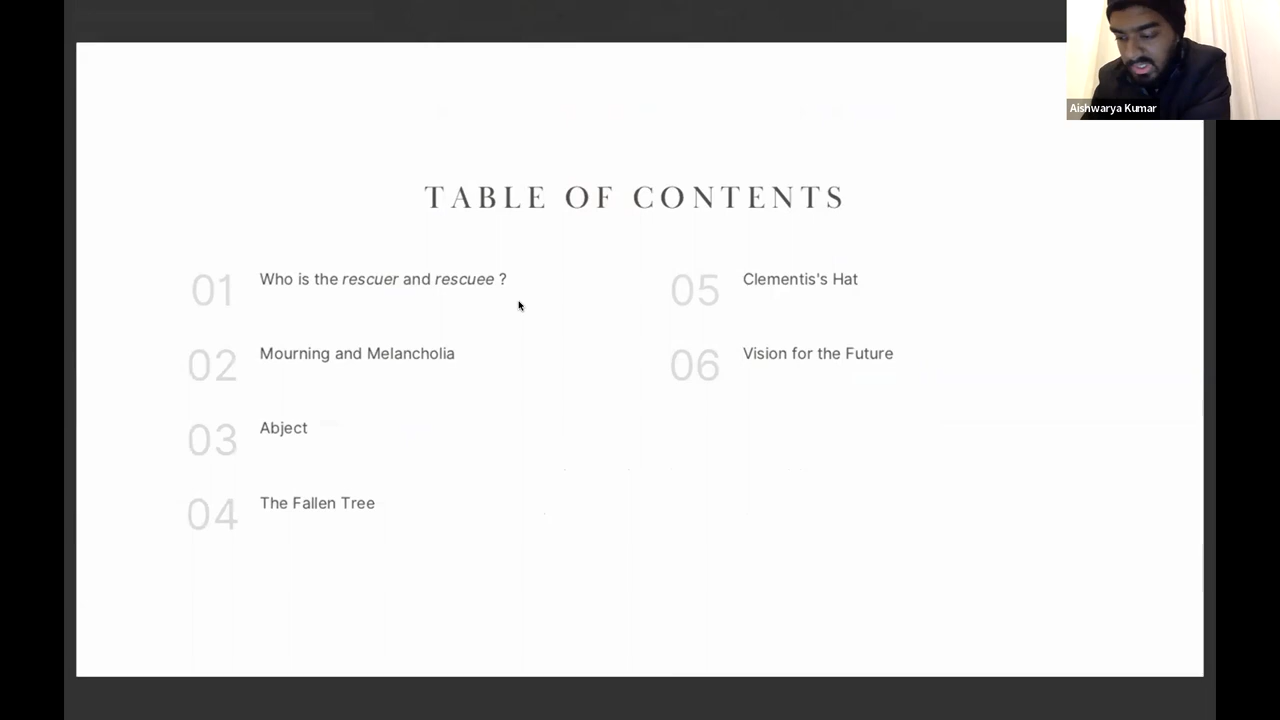 Aishwarya Kumar
TABLE OF CONTENTS
01 Who is the rescuer and rescuee ?
02 Mourning and Melancholia
03 Abject
04 The Fallen Tree
05 Clementis's Hat
06 Vision for the Future